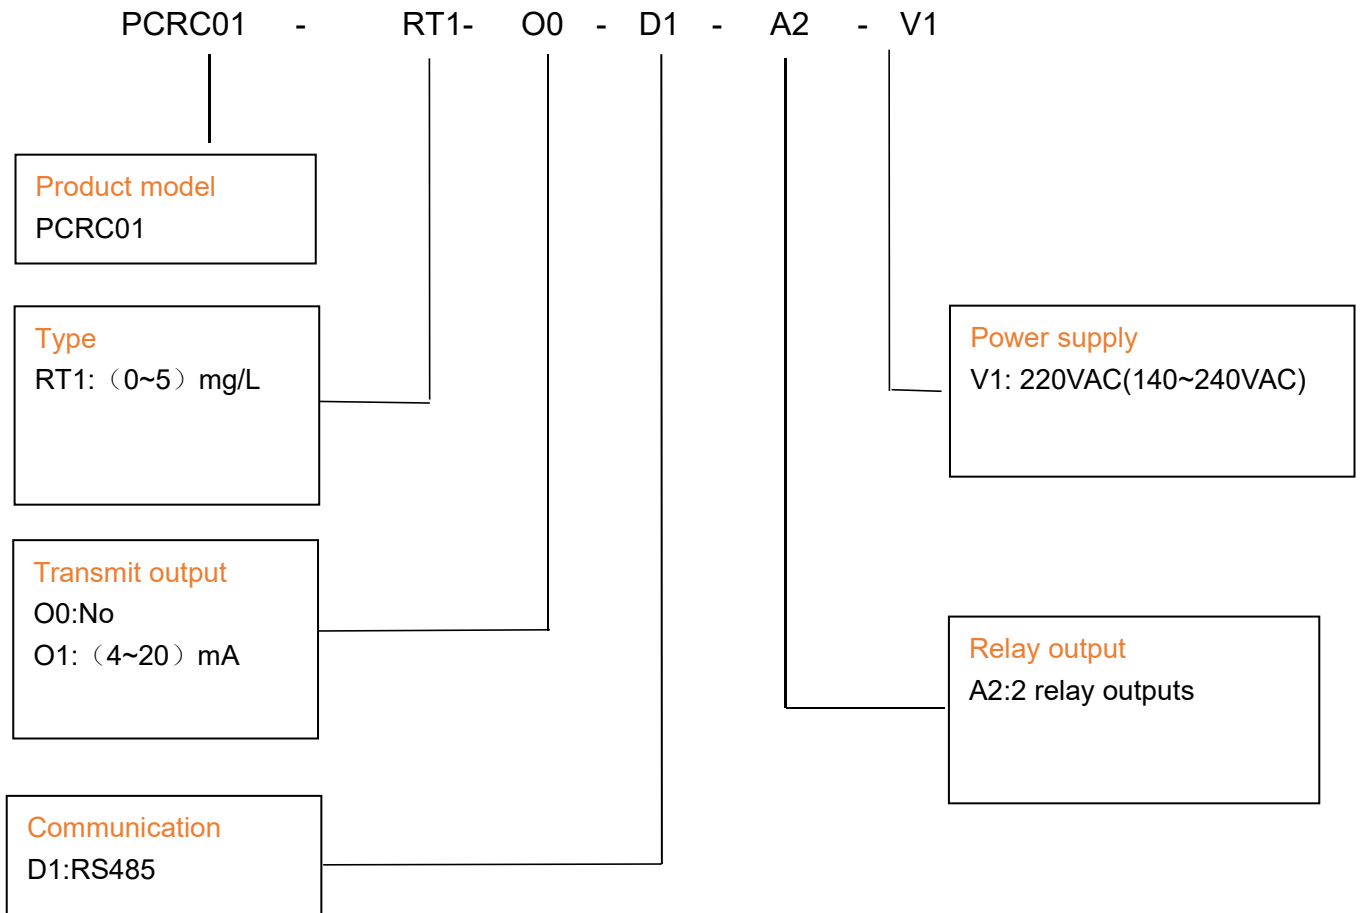 PCRC01 - RT1- O0 - D1 - A2 - V1
Product model
PCRC01
Type
RT1:（0~5）mg/L
Transmit output
O0:No
O1:（4~20）mA
Communication
D1:RS485
Power supply
V1: 220VAC(140~240VAC)
Relay output
A2:2 relay outputs